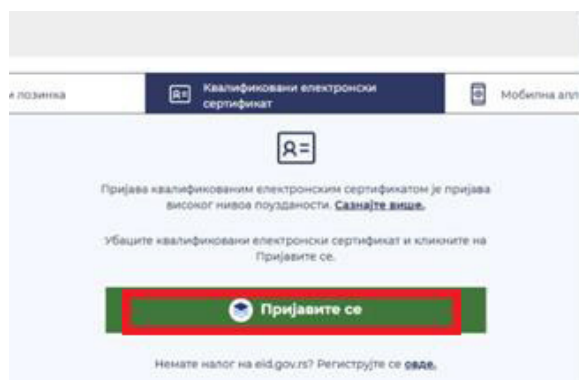 и лозинка
Квалификовани електронски
сертификат
Мобилна апл
Пријава квалификованим електронским сертификатом је пријава
високог нивоа поузданости. Сазнајте више.
Убаците квалификовани електронски сертификат и кликните на
Пријавите се.
Пријавите се
Немате налог на eid.gov.rs? Региструјте се овде.